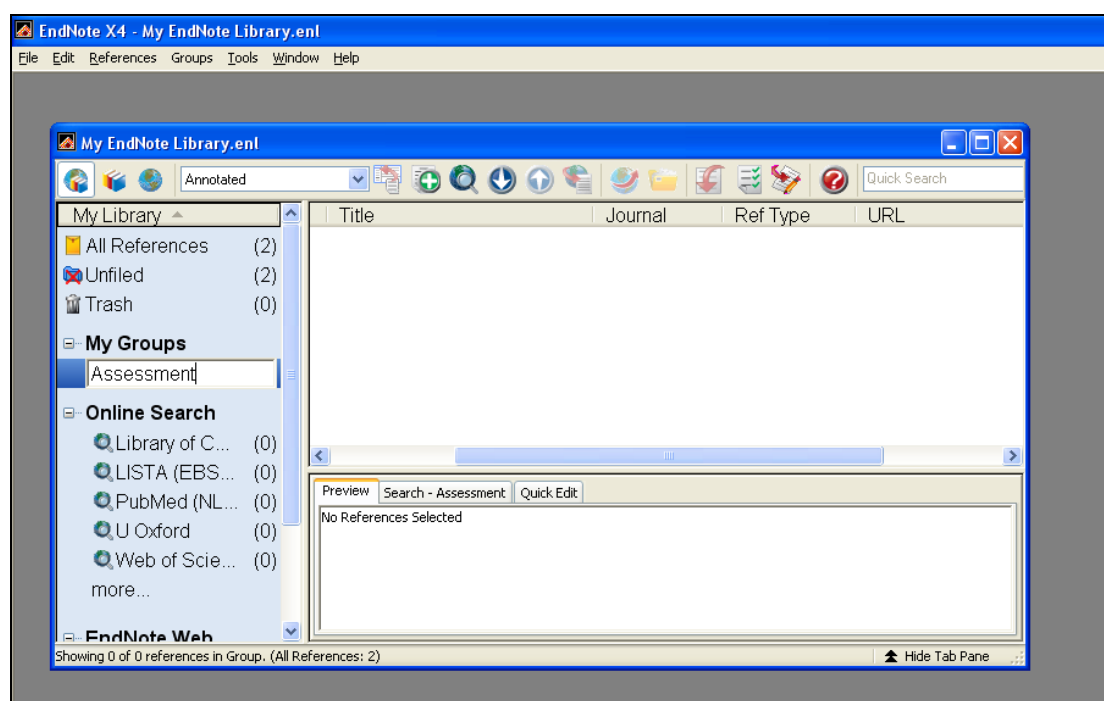 EndNote X4 - My EndNote Library.enl
File Edit References Groups Tools Window Help
My EndNote Library.enl
Annotated
Quick Search
My Library
Title Journal Ref Type URL
All References (2)
Unfiled (2)
Trash (0)
My Groups
Assessment
Online Search
Library of C... (0)
LISTA (EBS... (0)
PubMed (NL... (0)
U Oxford (0)
Web of Scie... (0)
more...
EndNote Web
Preview Search - Assessment Quick Edit
No References Selected
Showing 0 of 0 references in Group. (All References: 2)
Hide Tab Pane